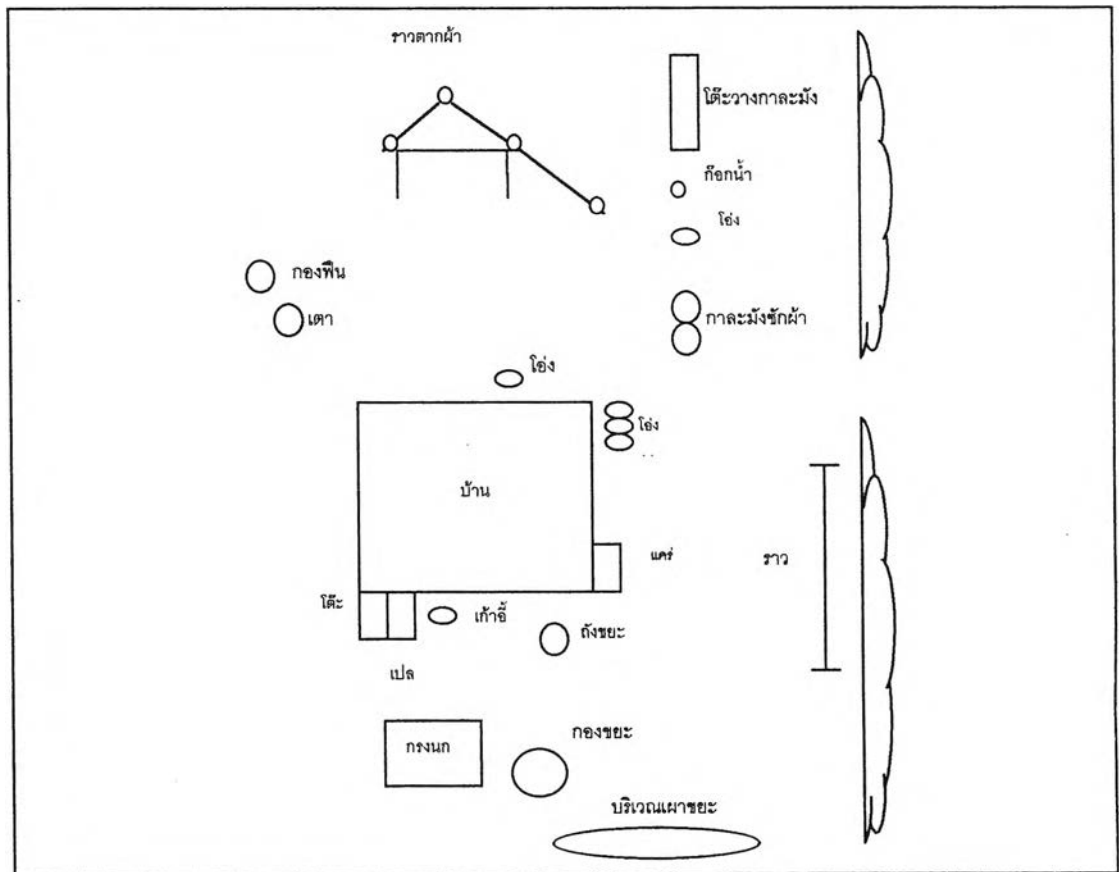 ราวตากผ้า
โต๊ะวางกาละมัง
ก๊อกน้ำ
โอ่ง
กองฟืน
เตา
กาละมังซักผ้า
โอ่ง
โอ่ง
บ้าน
แคร่
ราว
โต๊ะ
เก้าอี้
ถังขยะ
เปล
กองขยะ
กรงนก
บริเวณเผาขยะ